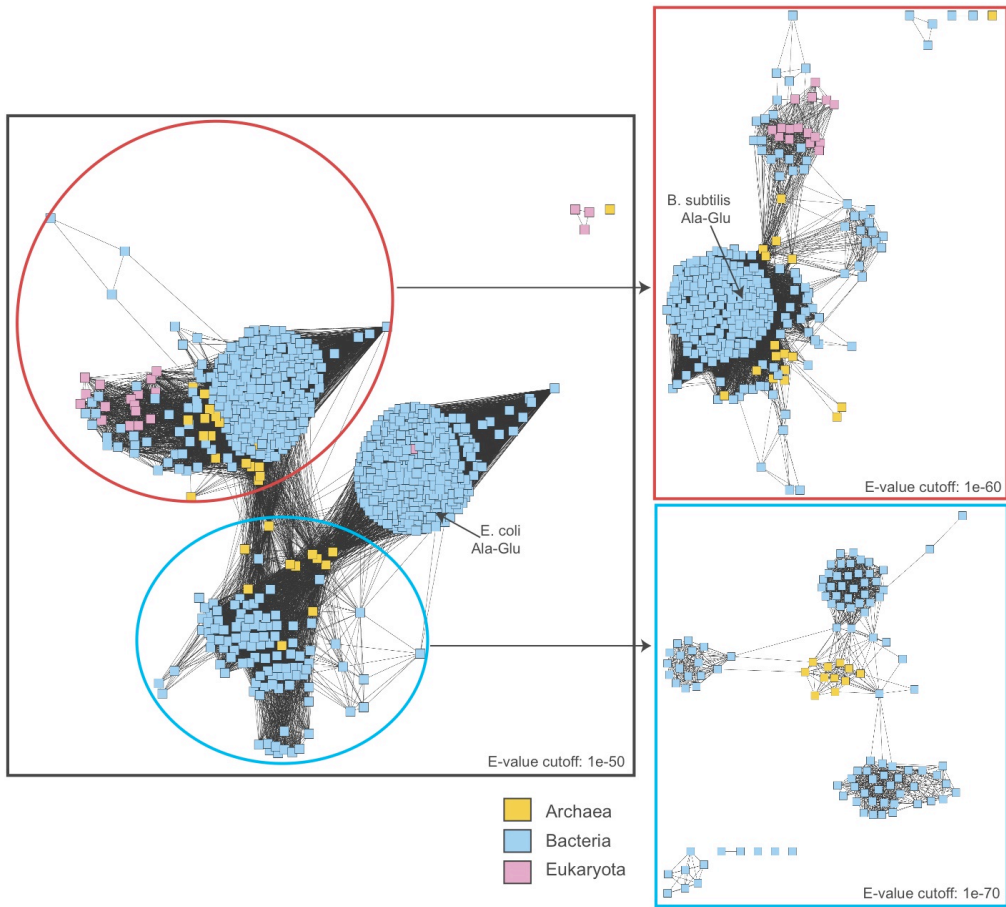 B. subtilis
Ala-Glu
E. coli
Ala-Glu
E-value cutoff: 1e-50
E-value cutoff: 1e-60
E-value cutoff: 1e-70
Archaea
Bacteria
Eukaryota